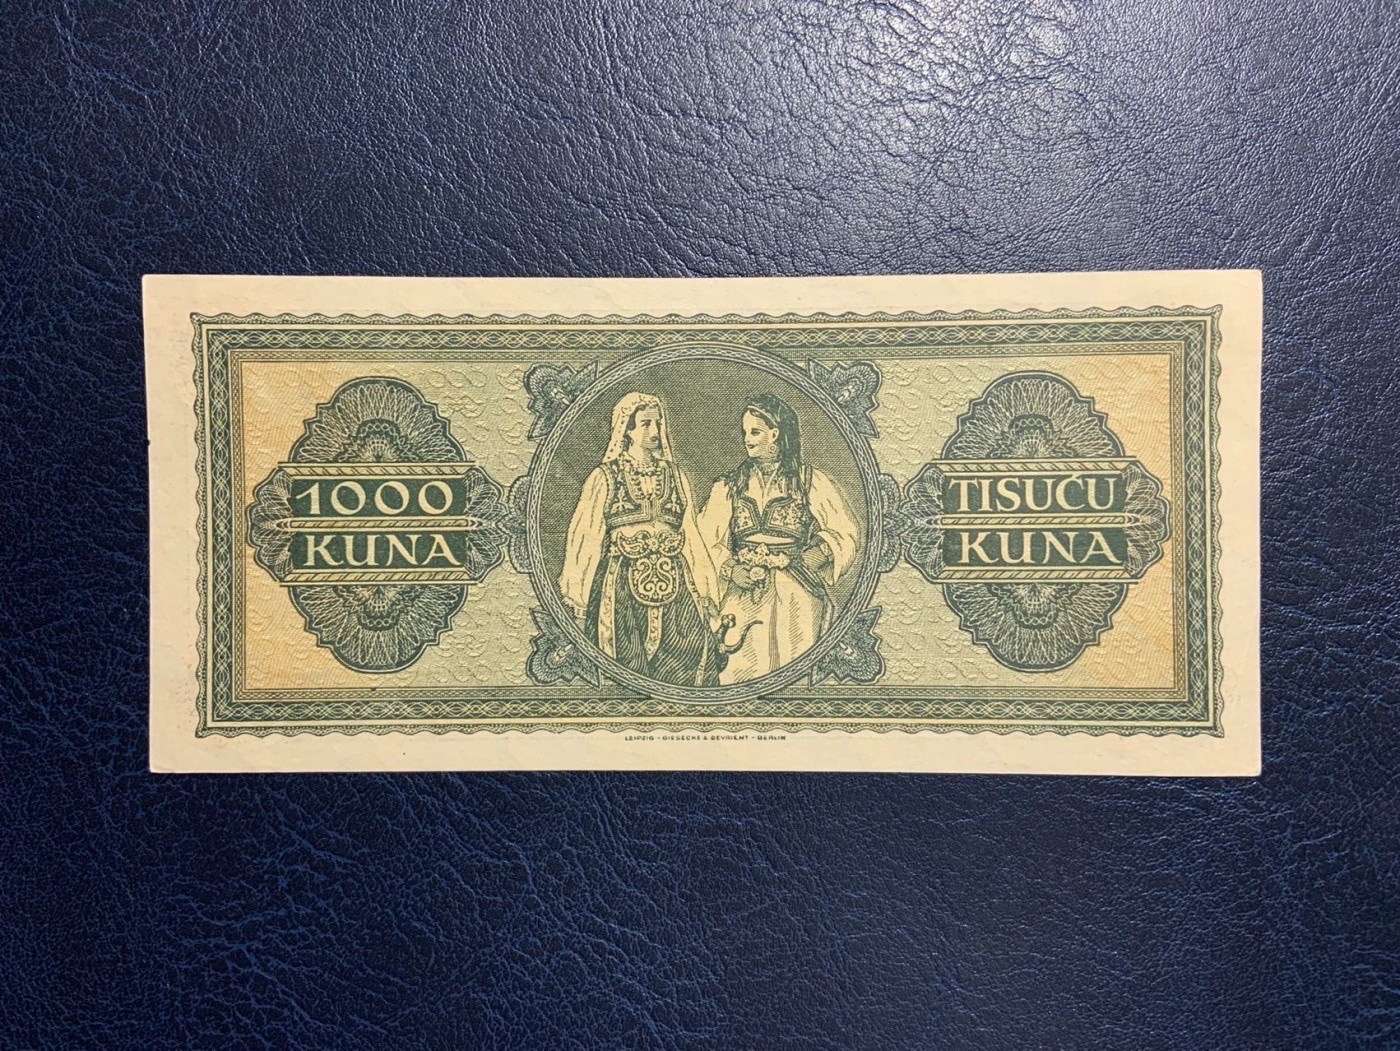 1000
KUNA
TISUĆU
KUNA
LEIPZIG - GIESECKE & DEVRIENT - BERLIN